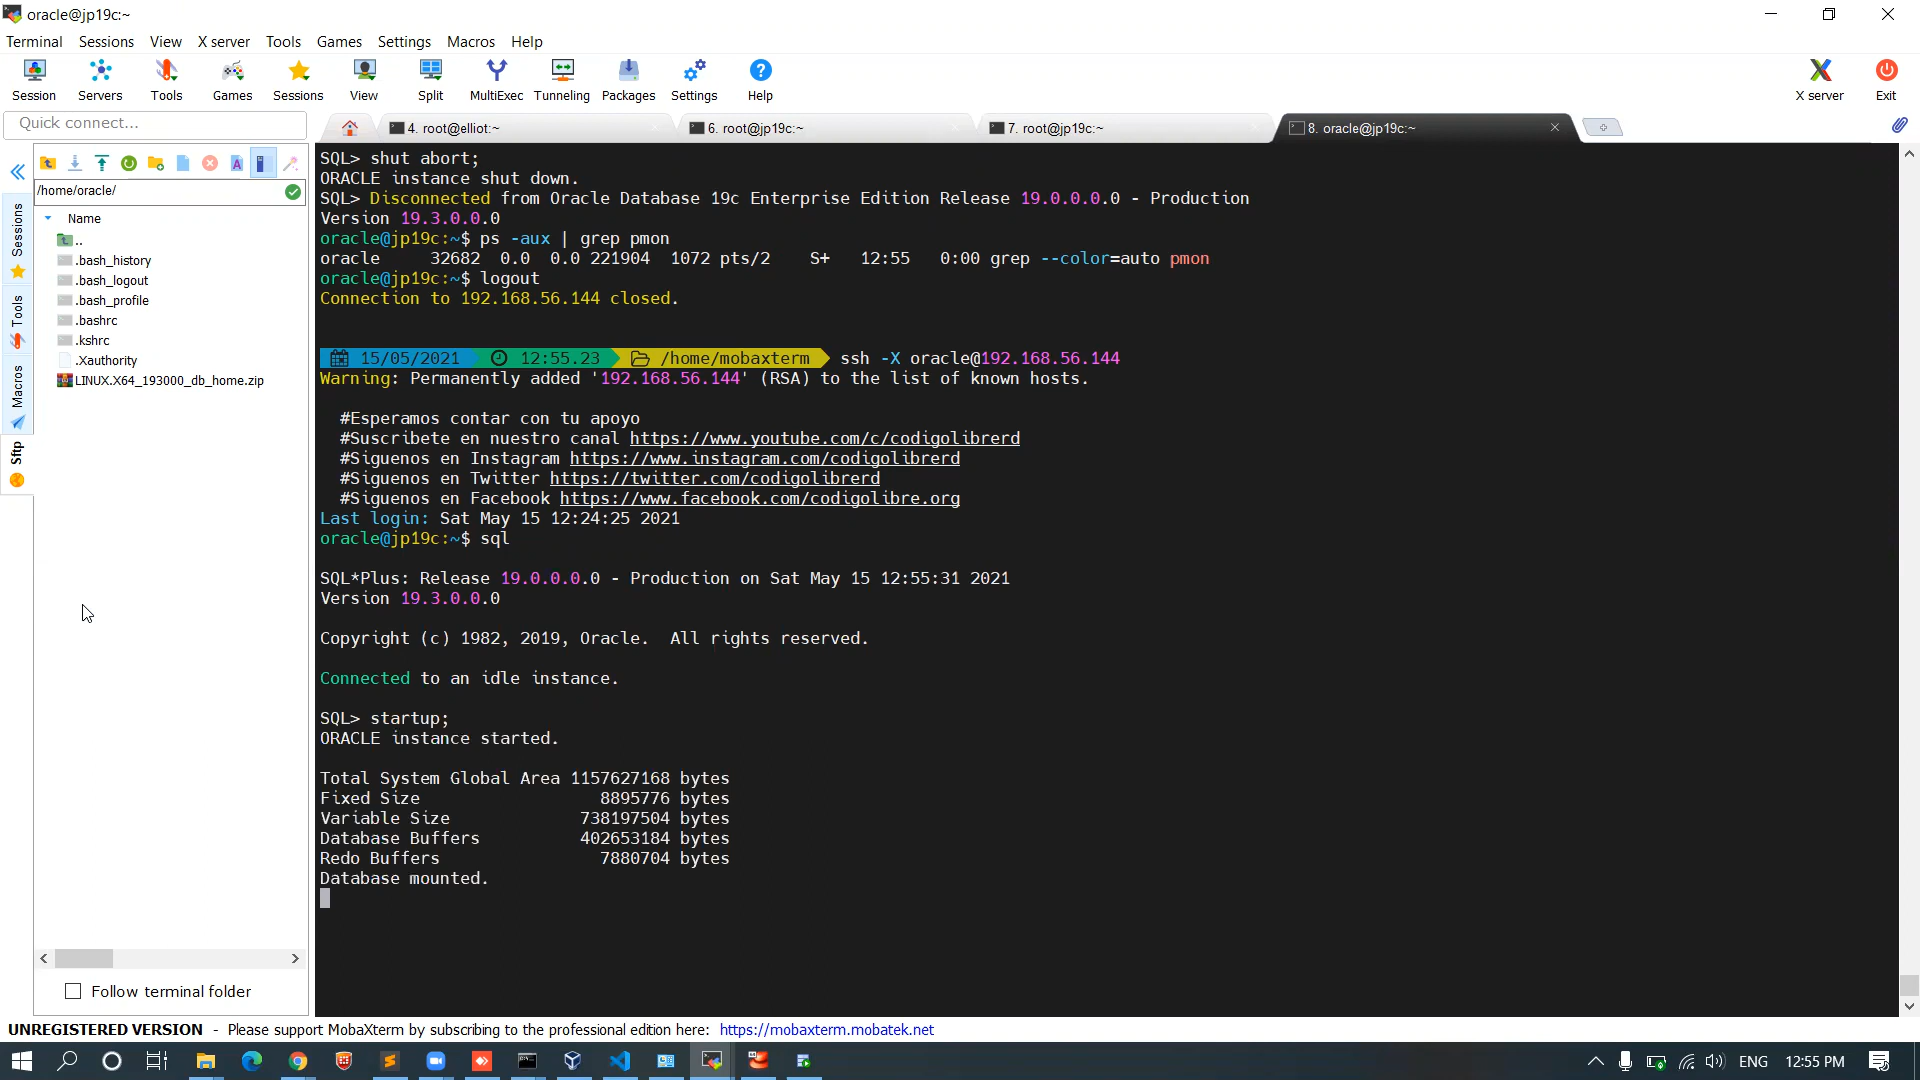 oracle@jp19c:~
Terminal Sessions View X server Tools Games Settings Macros Help
Session Servers Tools Games Sessions View Split MultiExec Tunneling Packages Settings Help X server Exit
Quick connect...
4. root@elliot:~
6. root@jp19c:~
7. root@jp19c:~
8. oracle@jp19c:~
Sessions
Tools
Macros
Sftp
/home/oracle/
Name
..
.bash_history
.bash_logout
.bash_profile
.bashrc
.kshrc
.Xauthority
LINUX.X64_193000_db_home.zip
Follow terminal folder
SQL> shut abort;
ORACLE instance shut down.
SQL> Disconnected from Oracle Database 19c Enterprise Edition Release 19.0.0.0.0 - Production
Version 19.3.0.0.0
oracle@jp19c:~$ ps -aux | grep pmon
oracle     32682  0.0  0.0 221904  1072 pts/2    S+   12:55   0:00 grep --color=auto pmon
oracle@jp19c:~$ logout
Connection to 192.168.56.144 closed.
15/05/2021 12:55.23 /home/mobaxterm ssh -X oracle@192.168.56.144
Warning: Permanently added '192.168.56.144' (RSA) to the list of known hosts.
#Esperamos contar con tu apoyo
#Suscribete en nuestro canal https://www.youtube.com/c/codigolibrerd
#Siguenos en Instagram https://www.instagram.com/codigolibrerd
#Siguenos en Twitter https://twitter.com/codigolibrerd
#Siguenos en Facebook https://www.facebook.com/codigolibre.org
Last login: Sat May 15 12:24:25 2021
oracle@jp19c:~$ sql
SQL*Plus: Release 19.0.0.0.0 - Production on Sat May 15 12:55:31 2021
Version 19.3.0.0.0
Copyright (c) 1982, 2019, Oracle.  All rights reserved.
Connected to an idle instance.
SQL> startup;
ORACLE instance started.
Total System Global Area 1157627168 bytes
Fixed Size                  8895776 bytes
Variable Size             738197504 bytes
Database Buffers          402653184 bytes
Redo Buffers                7880704 bytes
Database mounted.
UNREGISTERED VERSION - Please support MobaXterm by subscribing to the professional edition here: https://mobaxterm.mobatek.net
ENG 12:55 PM